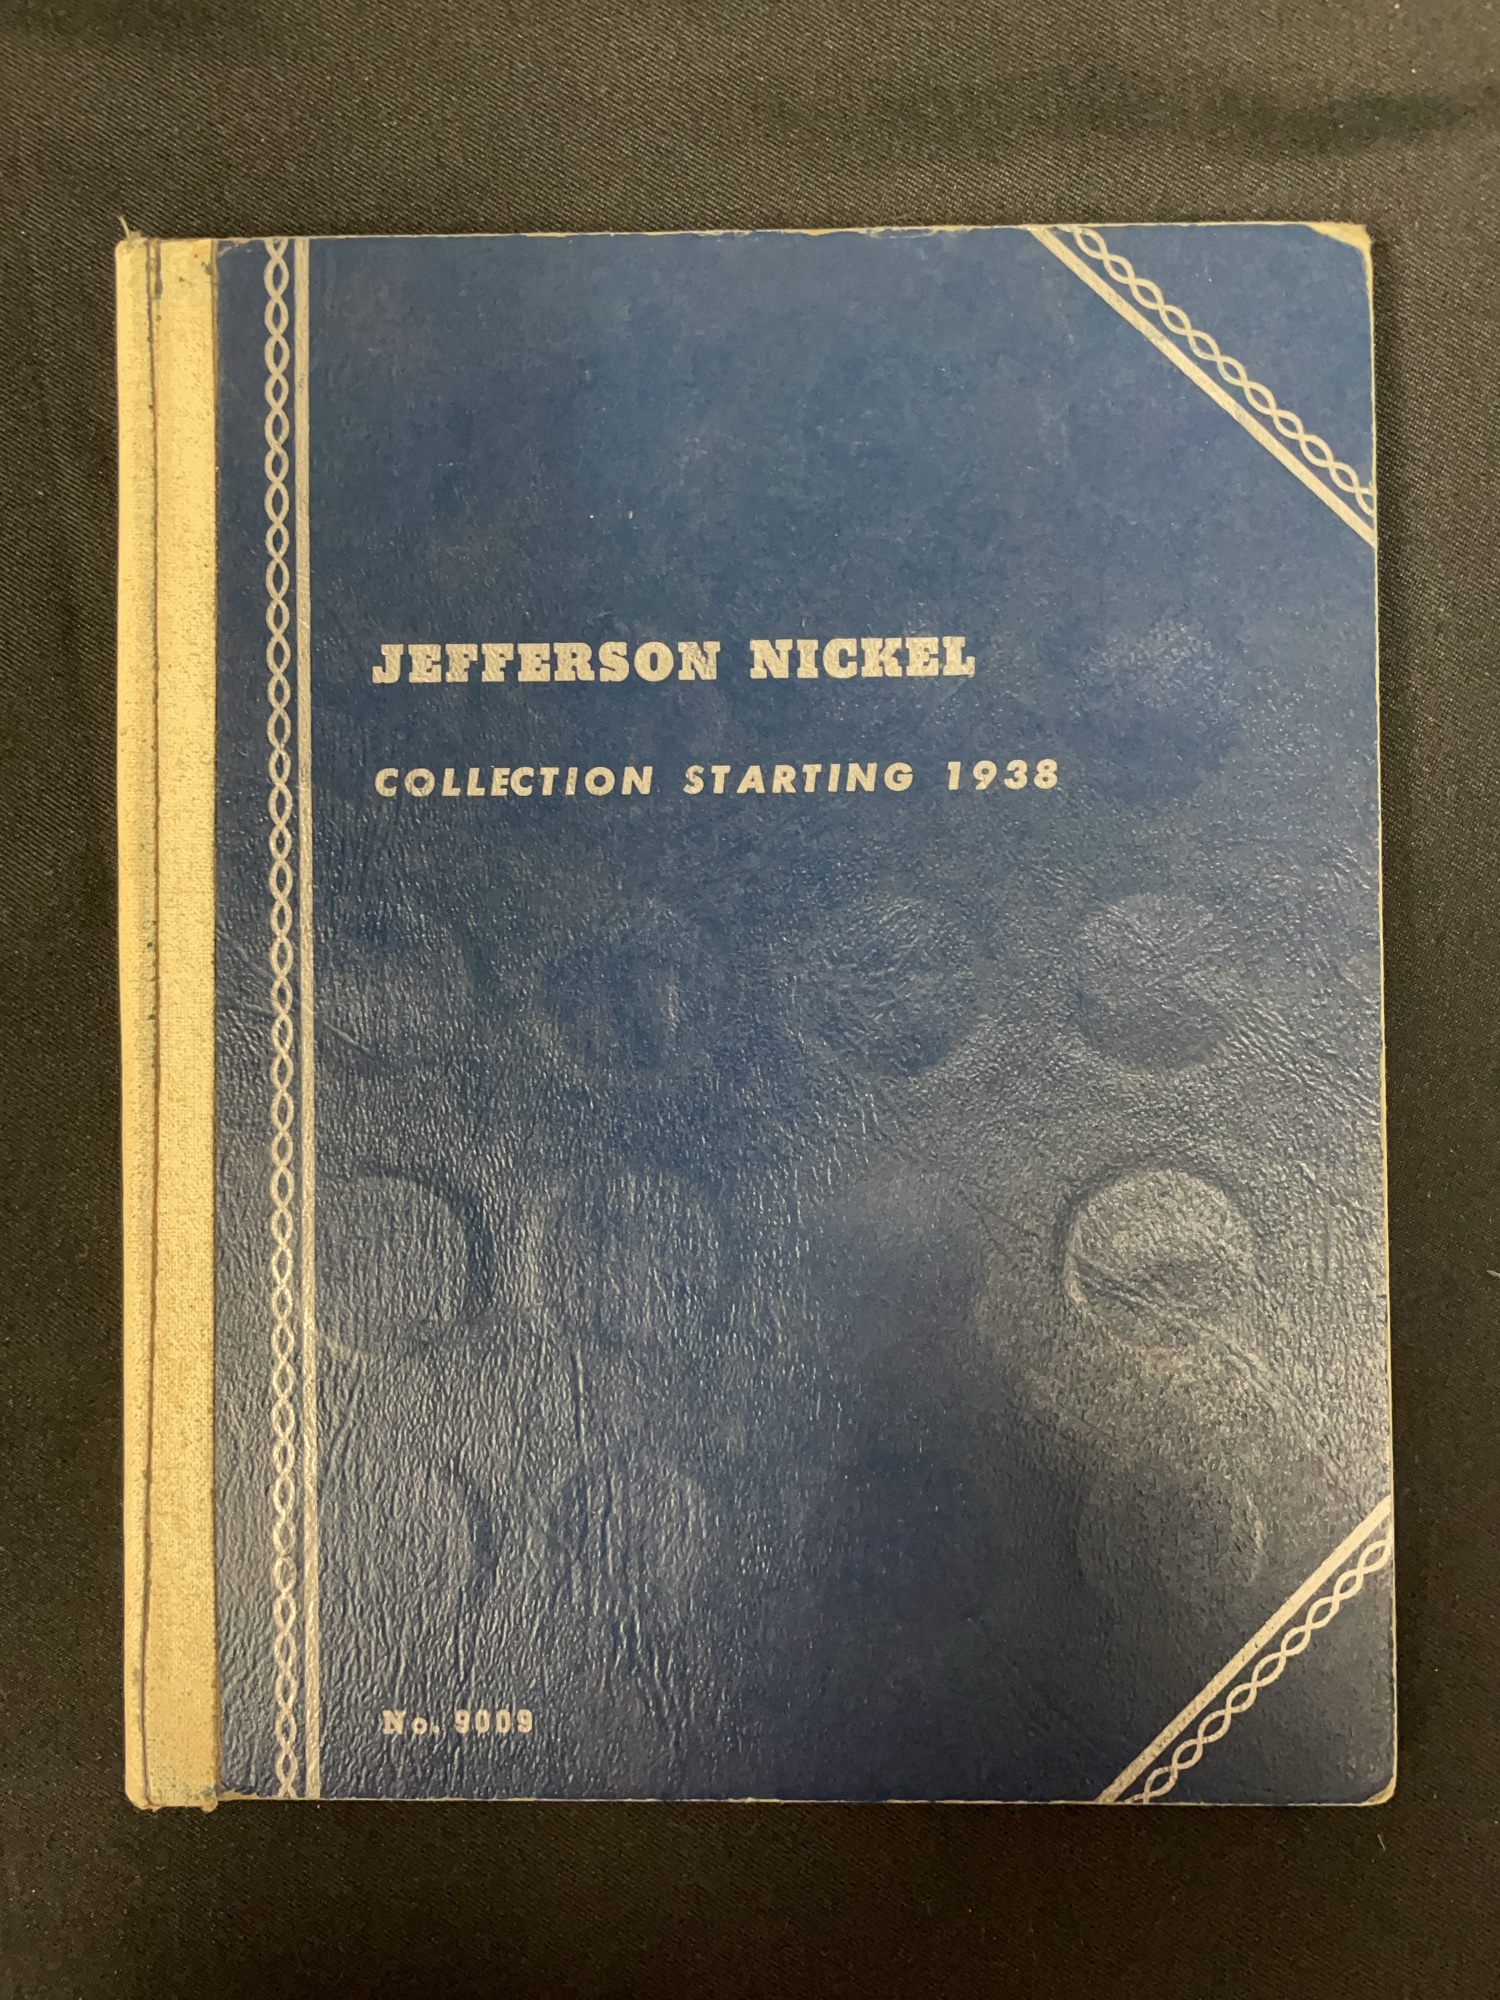 JEFFERSON NICKEL
COLLECTION STARTING 1938
No. 9009